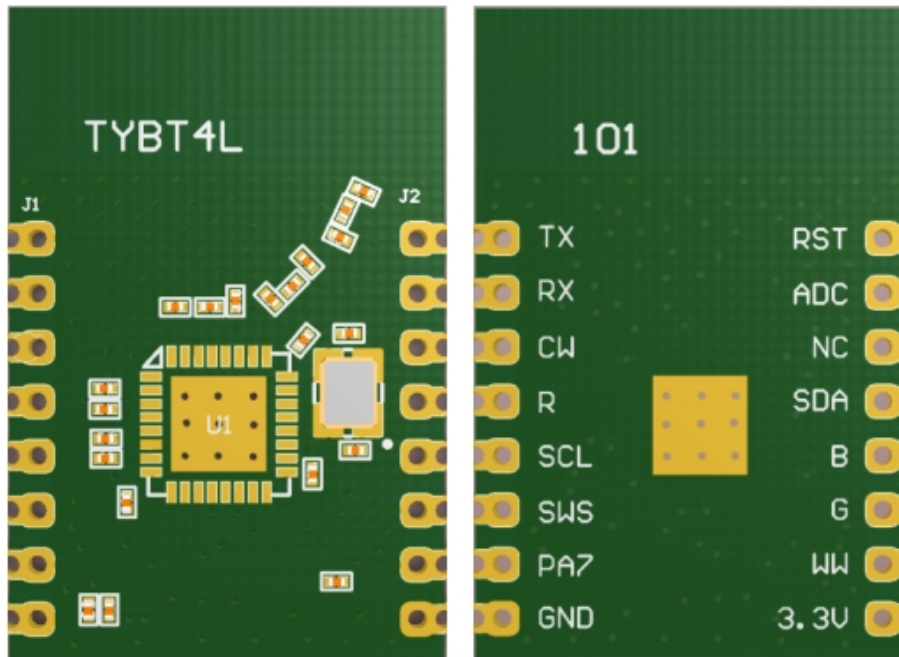 TYBT4L
J1
J2
U1
101
TX
RST
RX
ADC
CW
NC
R
SDA
SCL
B
SWS
G
PA7
WW
GND
3.3V